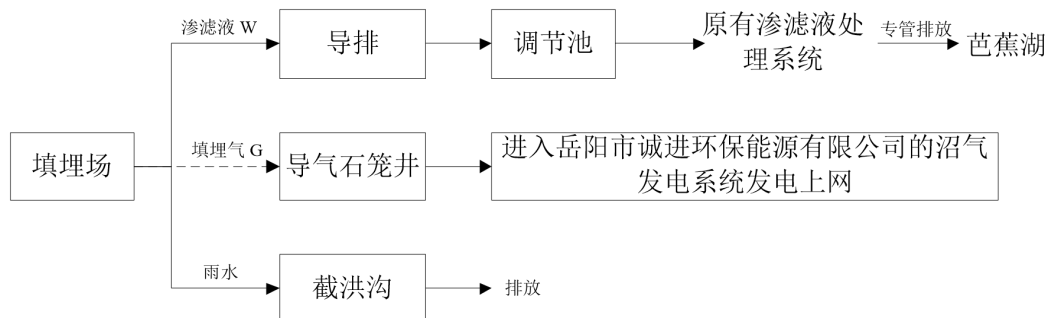 渗滤液 W
导排
调节池
原有渗滤液处
理系统
专管排放
芭蕉湖
填埋场
填埋气 G
导气石笼井
进入岳阳市诚进环保能源有限公司的沼气
发电系统发电上网
雨水
截洪沟
排放